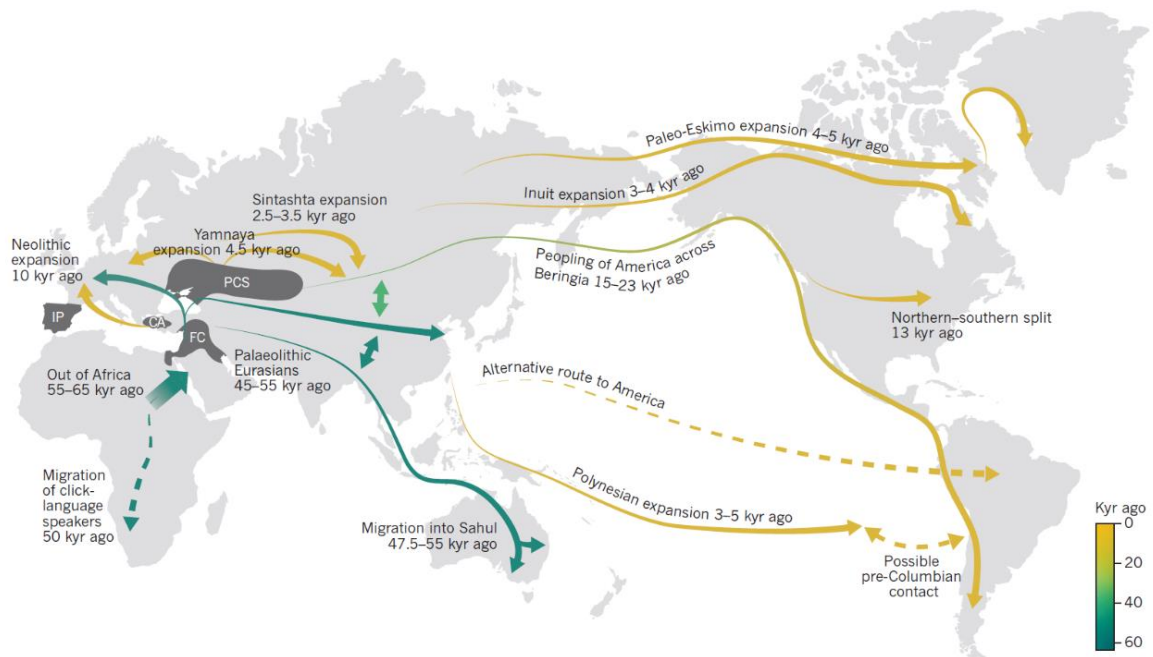 Paleo-Eskimo expansion 4–5 kyr ago
Inuit expansion 3–4 kyr ago
Sintashta expansion
2.5–3.5 kyr ago
Yamnaya
expansion 4.5 kyr ago
Neolithic
expansion
10 kyr ago
PCS
IP
CA
FC
Peopling of America across
Beringia 15–23 kyr ago
Northern–southern split
13 kyr ago
Out of Africa
55–65 kyr ago
Palaeolithic
Eurasians
45–55 kyr ago
Alternative route to America
Migration
of click-
language
speakers
50 kyr ago
Migration into Sahul
47.5–55 kyr ago
Polynesian expansion 3–5 kyr ago
Possible
pre-Columbian
contact
Kyr ago
0
20
40
60